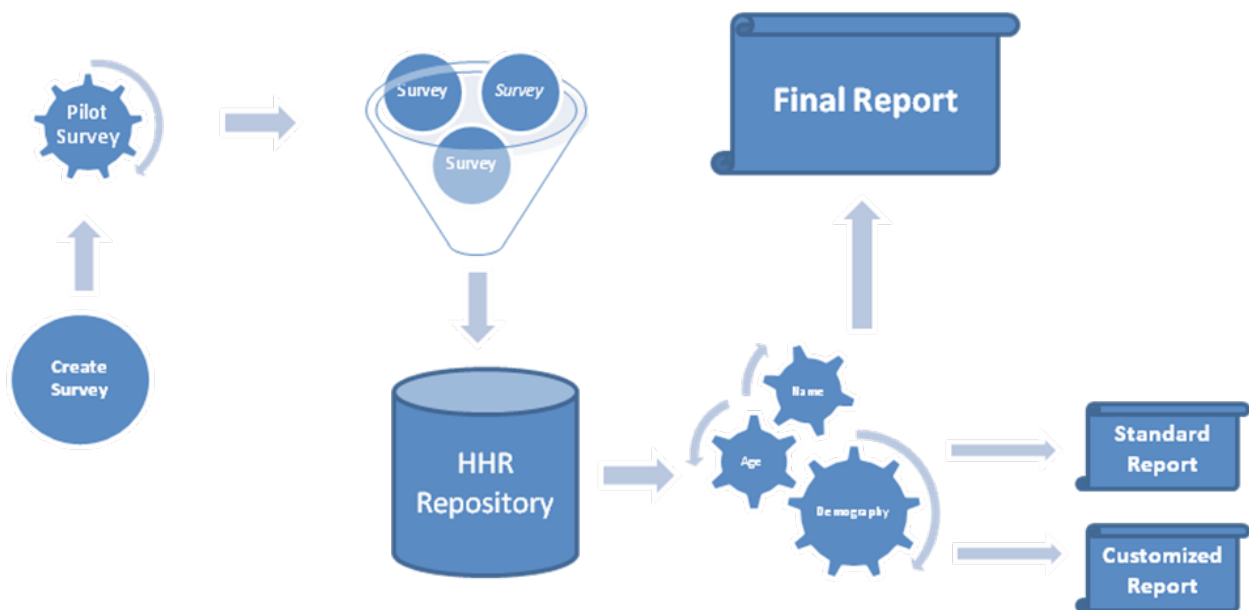 Pilot
Survey
Survey
Survey
Survey
Final Report
Create
Survey
HHR
Repository
Name
Age
Demography
Standard
Report
Customized
Report